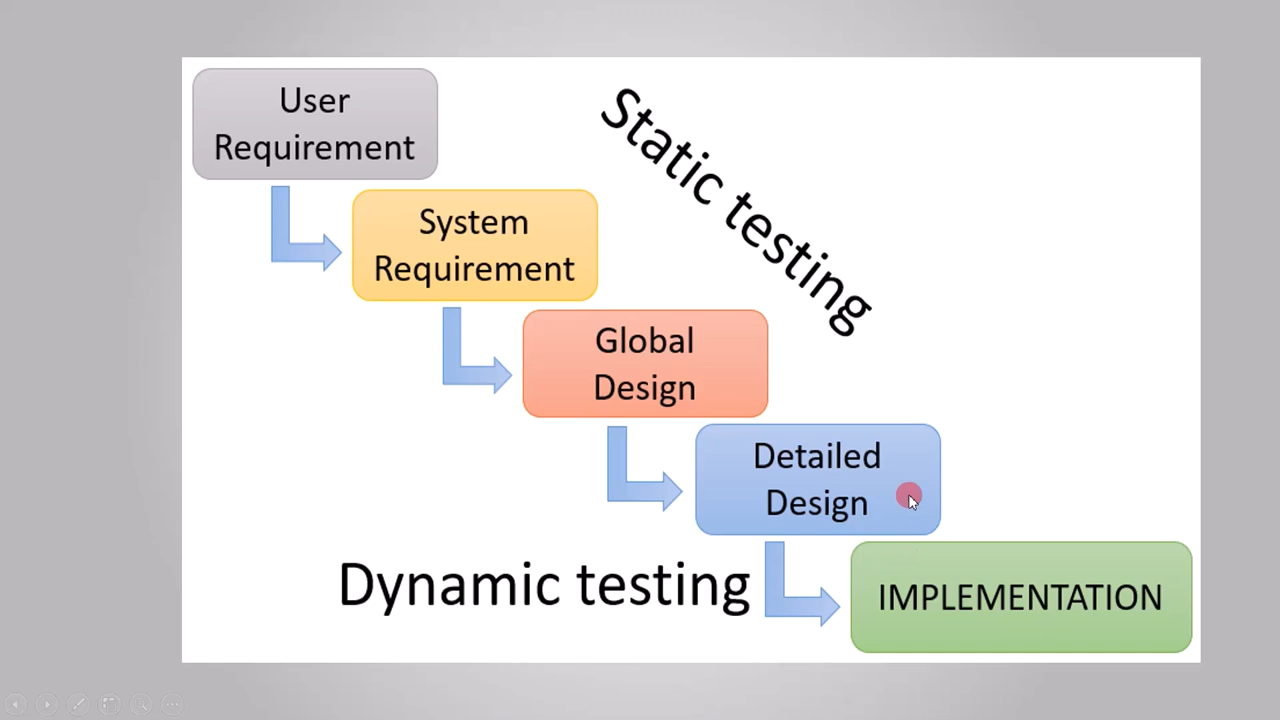 User
Requirement
Static testing
System
Requirement
Global
Design
Detailed
Design
Dynamic testing
IMPLEMENTATION